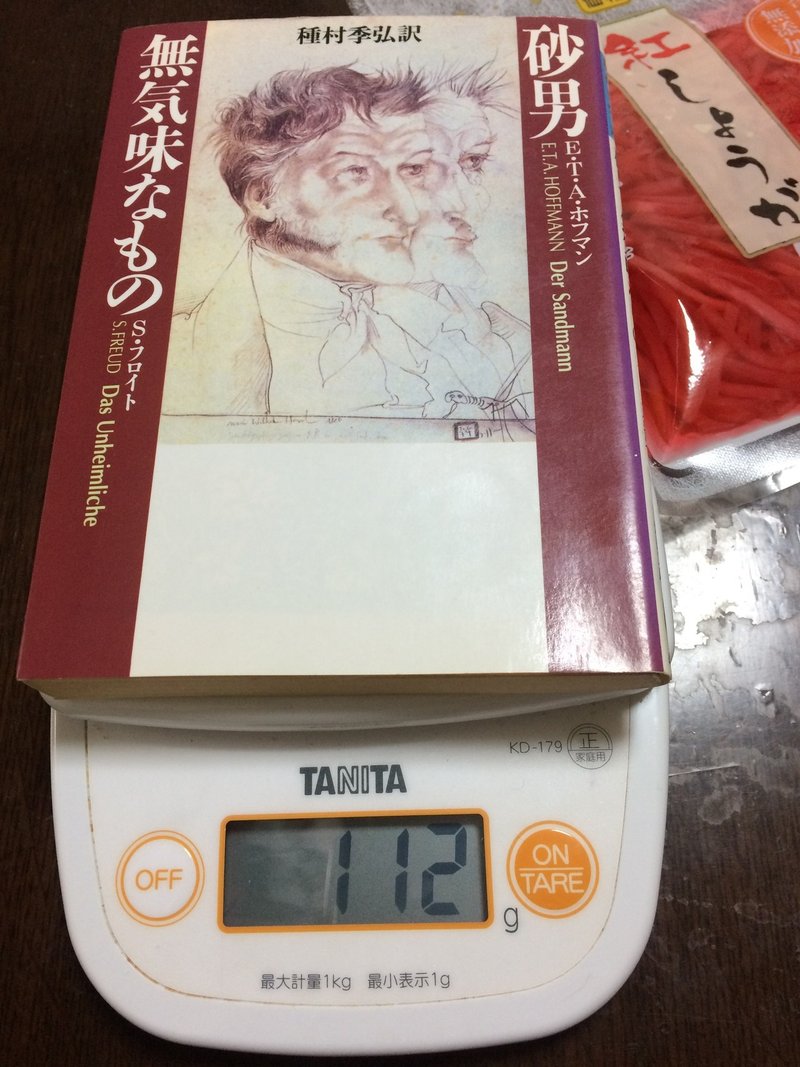 種村季弘訳
砂男
E・T・A・ホフマン
E.T.A.HOFFMANN Der Sandmann
無気味なもの
S・フロイト
S.FREUD Das Unheimliche
紅しょうが
KD-179
正
家庭用
TANITA
OFF
112
g
ON
TARE
最大計量1kg 最小表示1g